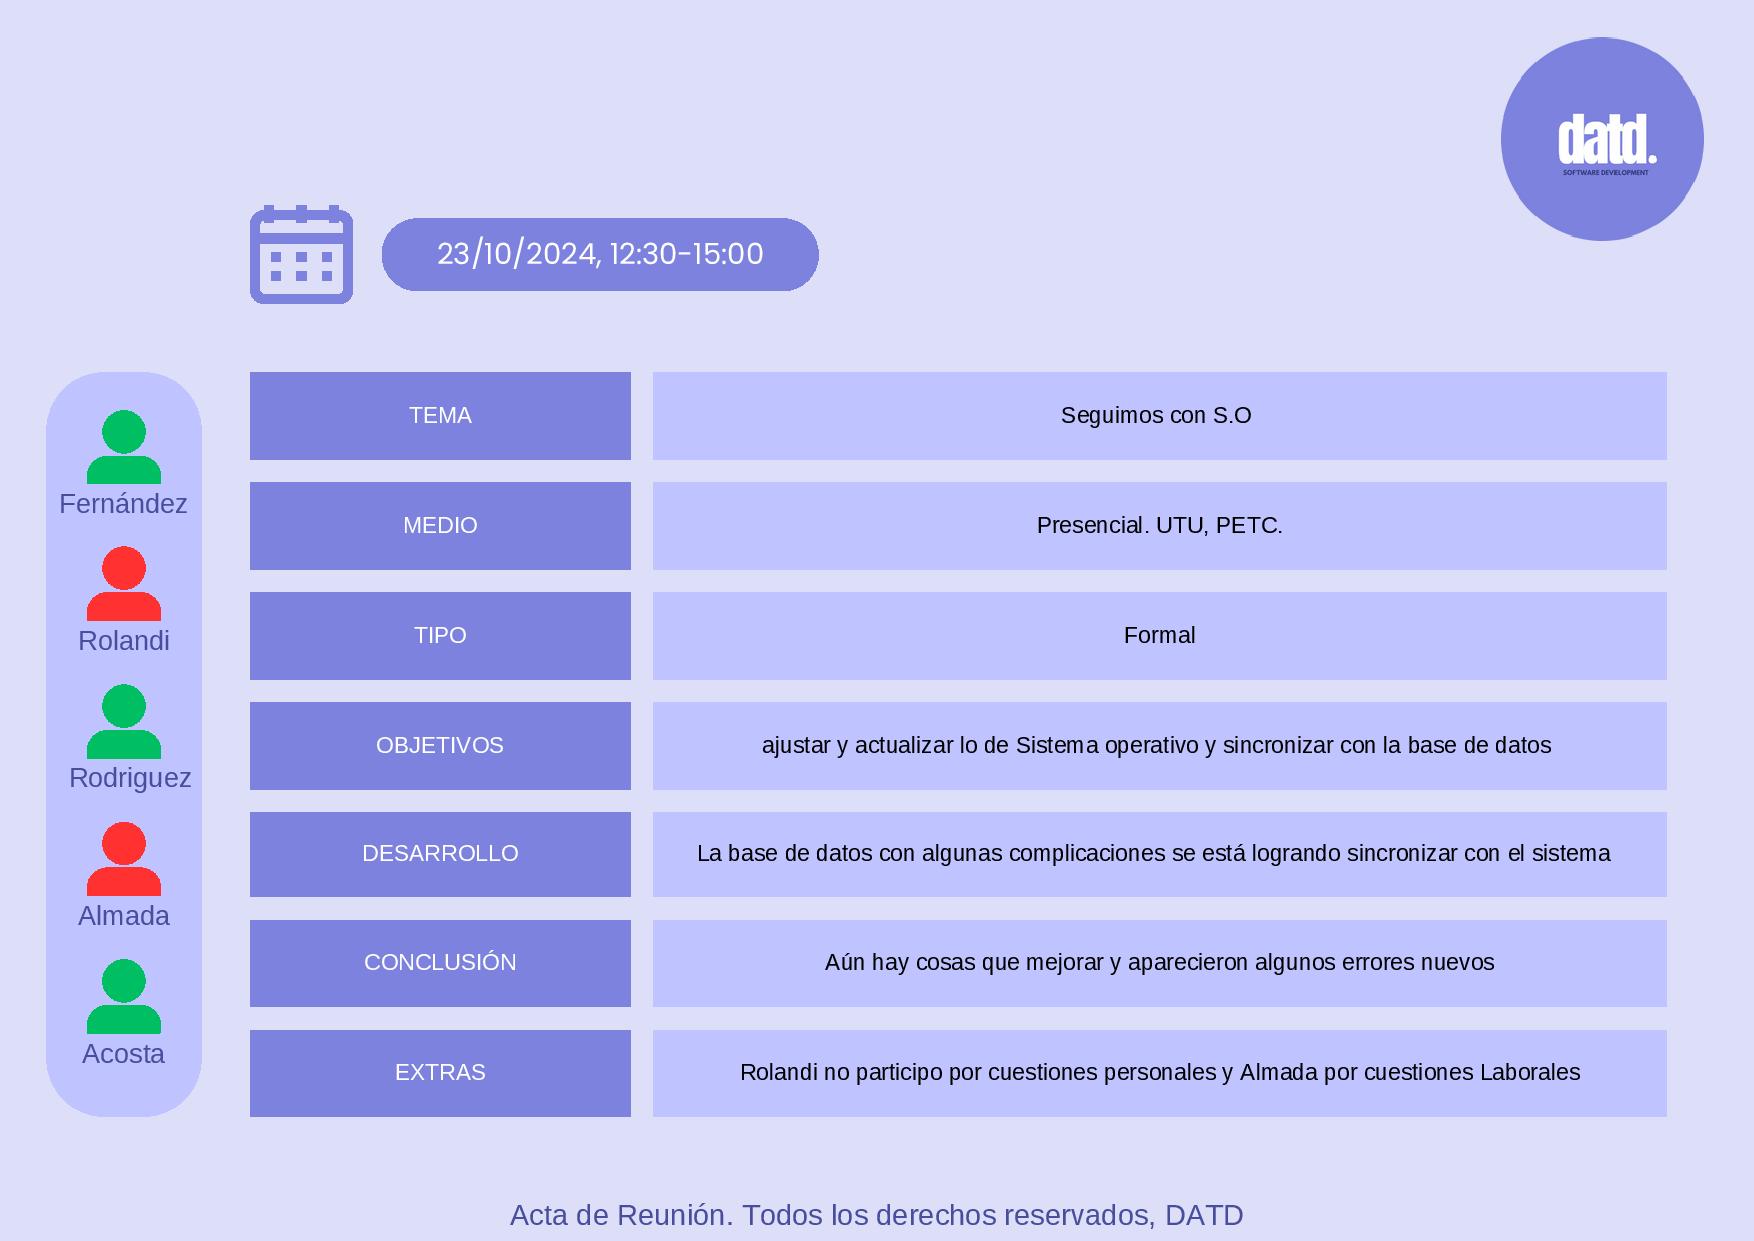 datd.
SOFTWARE DEVELOPMENT
23/10/2024, 12:30-15:00
Fernández
Rolandi
Rodriguez
Almada
Acosta
TEMA
Seguimos con S.O
MEDIO
Presencial. UTU, PETC.
TIPO
Formal
OBJETIVOS
ajustar y actualizar lo de Sistema operativo y sincronizar con la base de datos
DESARROLLO
La base de datos con algunas complicaciones se está logrando sincronizar con el sistema
CONCLUSIÓN
Aún hay cosas que mejorar y aparecieron algunos errores nuevos
EXTRAS
Rolandi no participo por cuestiones personales y Almada por cuestiones Laborales
Acta de Reunión. Todos los derechos reservados, DATD